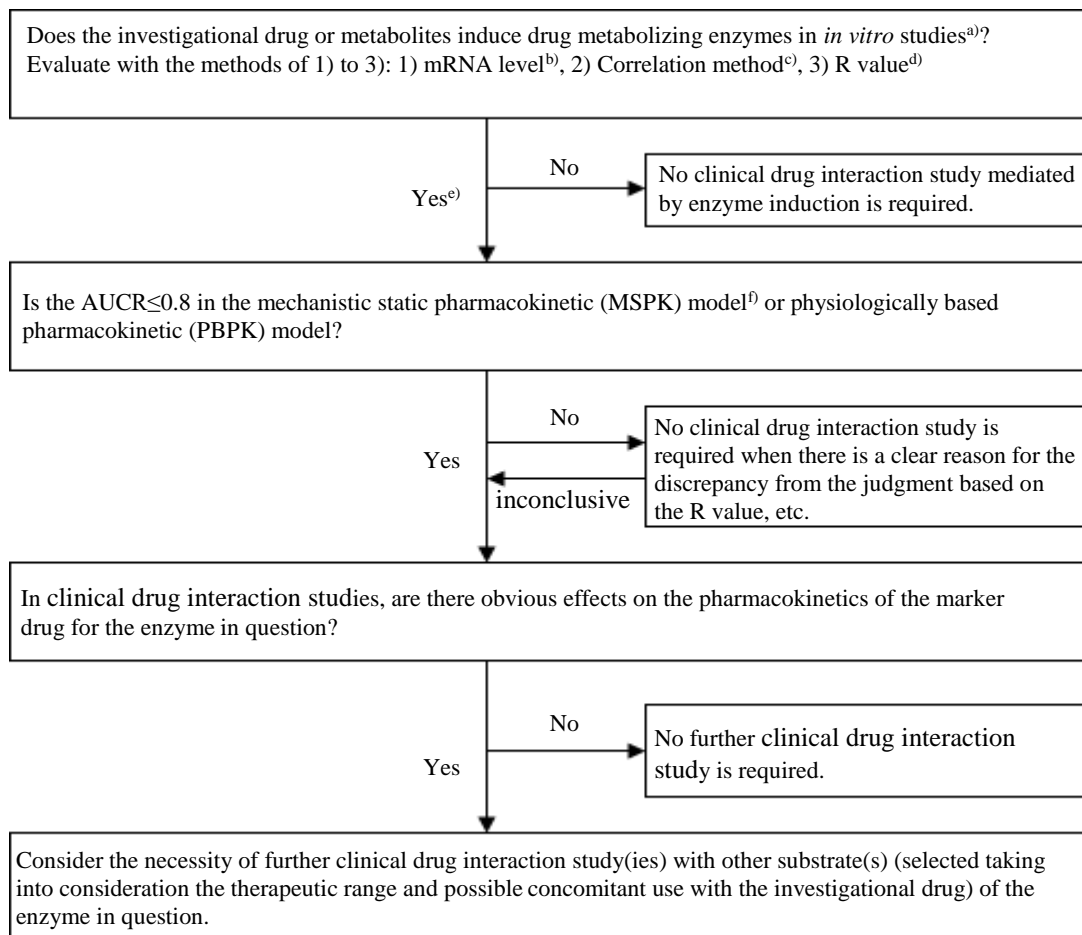 Does the investigational drug or metabolites induce drug metabolizing enzymes in in vitro studies a)?
Evaluate with the methods of 1) to 3): 1) mRNA level b), 2) Correlation method c), 3) R value d)
No
No clinical drug interaction study mediated
by enzyme induction is required.
Yes e)
Is the AUCR≤0.8 in the mechanistic static pharmacokinetic (MSPK) model f) or physiologically based
pharmacokinetic (PBPK) model?
No
No clinical drug interaction study is
required when there is a clear reason for the
discrepancy from the judgment based on
the R value, etc.
Yes
inconclusive
In clinical drug interaction studies, are there obvious effects on the pharmacokinetics of the marker
drug for the enzyme in question?
No
No further clinical drug interaction
study is required.
Yes
Consider the necessity of further clinical drug interaction study(ies) with other substrate(s) (selected taking
into consideration the therapeutic range and possible concomitant use with the investigational drug) of the
enzyme in question.